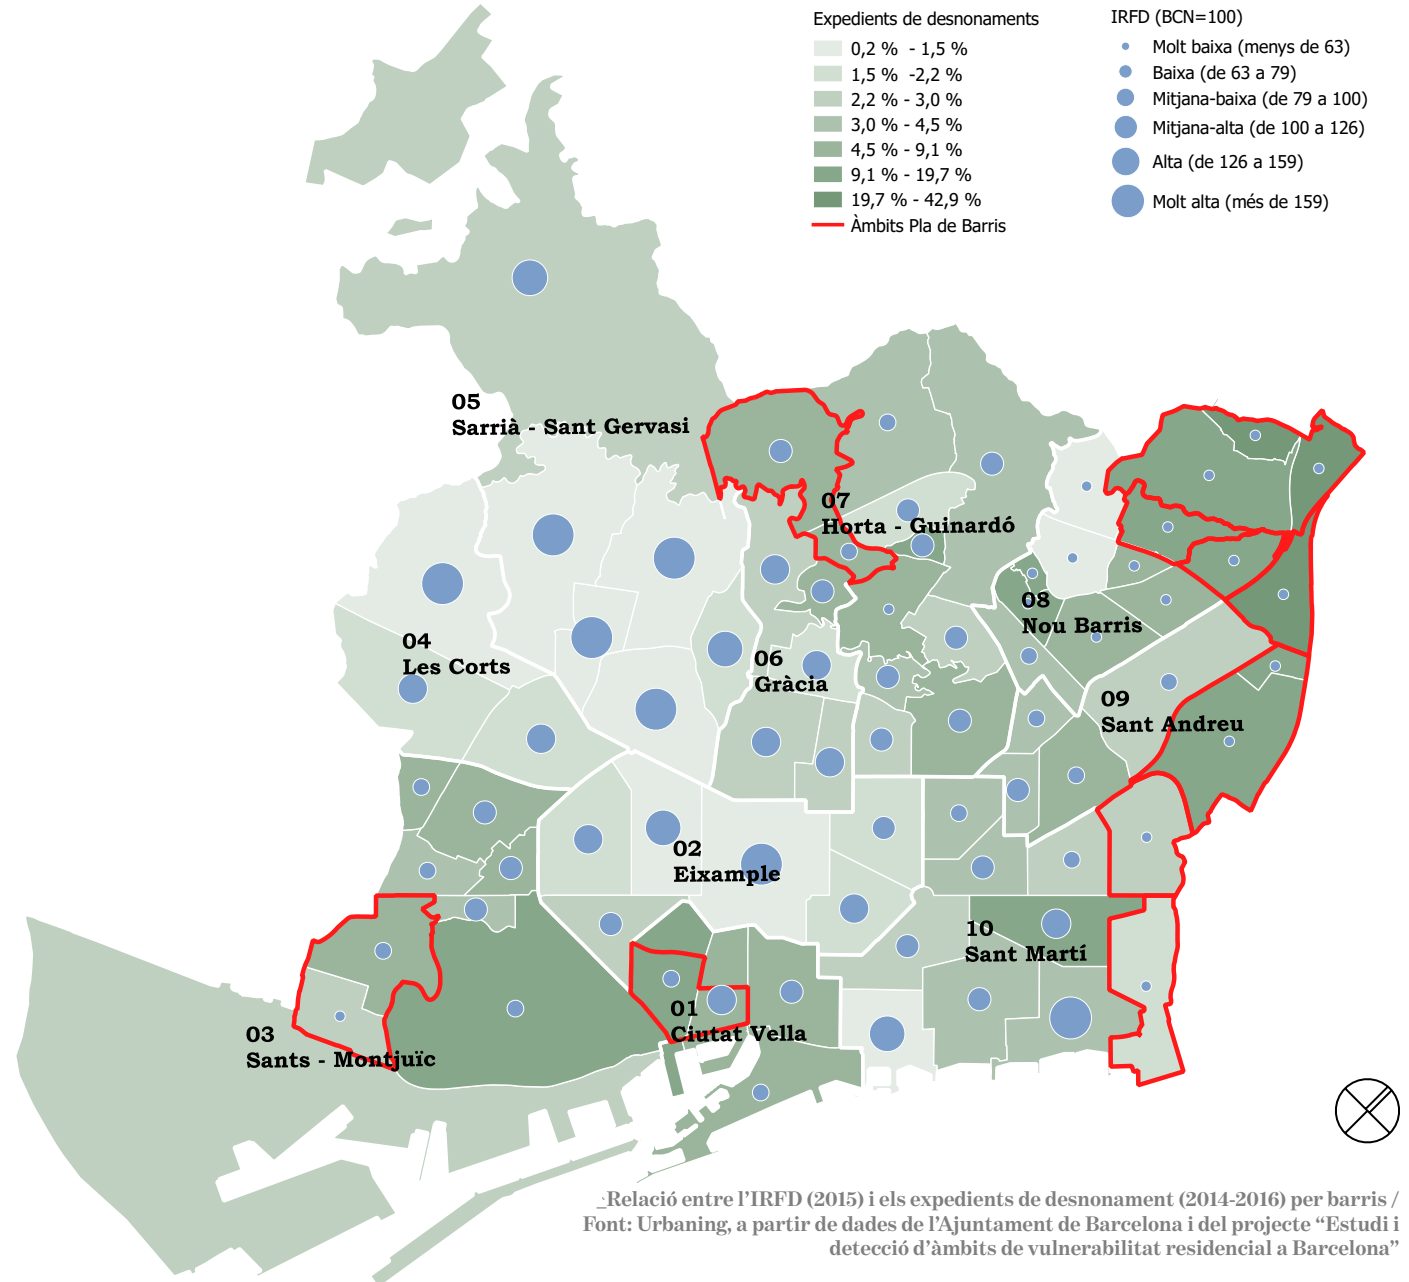 Expedients de desnonaments
0,2 % - 1,5 %
1,5 % -2,2 %
2,2 % - 3,0 %
3,0 % - 4,5 %
4,5 % - 9,1 %
9,1 % - 19,7 %
19,7 % - 42,9 %
Àmbits Pla de Barris
IRFD (BCN=100)
Molt baixa (menys de 63)
Baixa (de 63 a 79)
Mitjana-baixa (de 79 a 100)
Mitjana-alta (de 100 a 126)
Alta (de 126 a 159)
Molt alta (més de 159)
05
Sarrià - Sant Gervasi
07
Horta - Guinardó
08
Nou Barris
04
Les Corts
06
Gràcia
09
Sant Andreu
02
Eixample
10
Sant Martí
01
Ciutat Vella
03
Sants - Montjuïc
_Relació entre l’IRFD (2015) i els expedients de desnonament (2014-2016) per barris /
Font: Urbaning, a partir de dades de l’Ajuntament de Barcelona i del projecte “Estudi i
detecció d’àmbits de vulnerabilitat residencial a Barcelona”